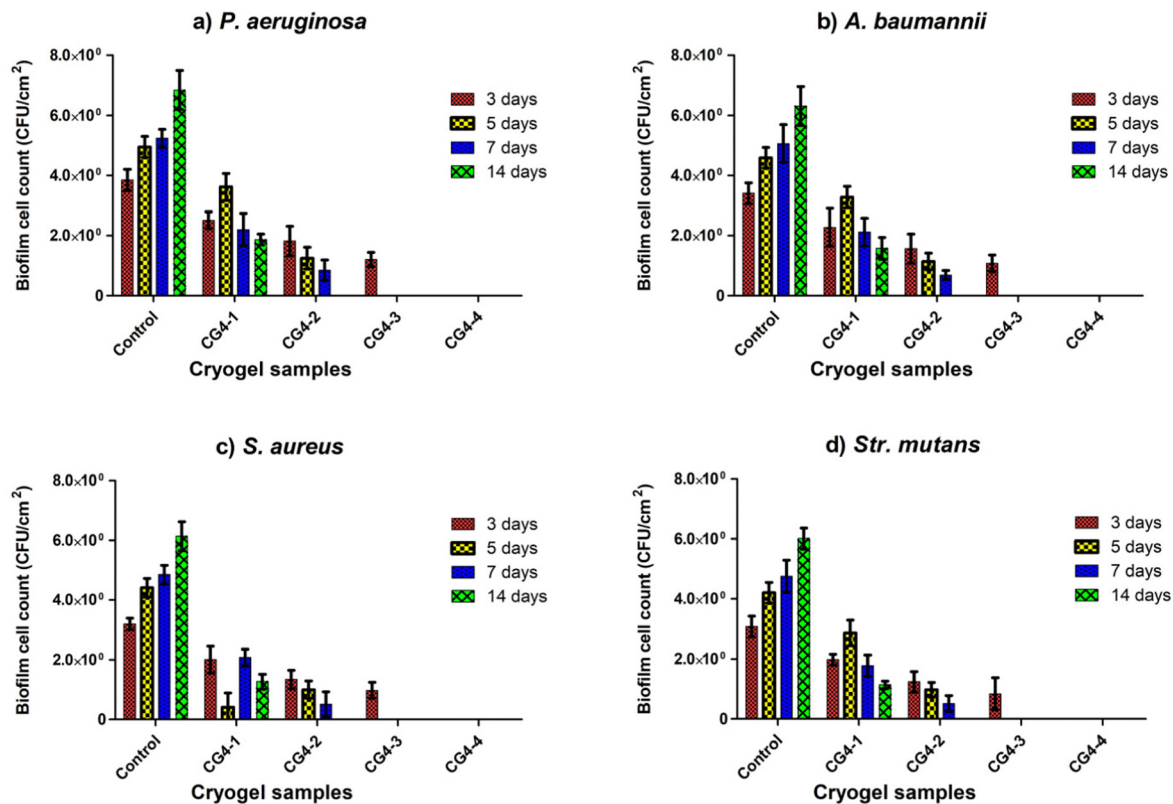 a) P. aeruginosa
Biofilm cell count (CFU/cm²)
8.0×10⁰
6.0×10⁰
4.0×10⁰
2.0×10⁰
0
Control
CG4-1
CG4-2
CG4-3
CG4-4
Cryogel samples
3 days
5 days
7 days
14 days
b) A. baumannii
Biofilm cell count (CFU/cm²)
8.0×10⁰
6.0×10⁰
4.0×10⁰
2.0×10⁰
0
Control
CG4-1
CG4-2
CG4-3
CG4-4
Cryogel samples
3 days
5 days
7 days
14 days
c) S. aureus
Biofilm cell count (CFU/cm²)
8.0×10⁰
6.0×10⁰
4.0×10⁰
2.0×10⁰
0
Control
CG4-1
CG4-2
CG4-3
CG4-4
Cryogel samples
3 days
5 days
7 days
14 days
d) Str. mutans
Biofilm cell count (CFU/cm²)
8.0×10⁰
6.0×10⁰
4.0×10⁰
2.0×10⁰
0
Control
CG4-1
CG4-2
CG4-3
CG4-4
Cryogel samples
3 days
5 days
7 days
14 days